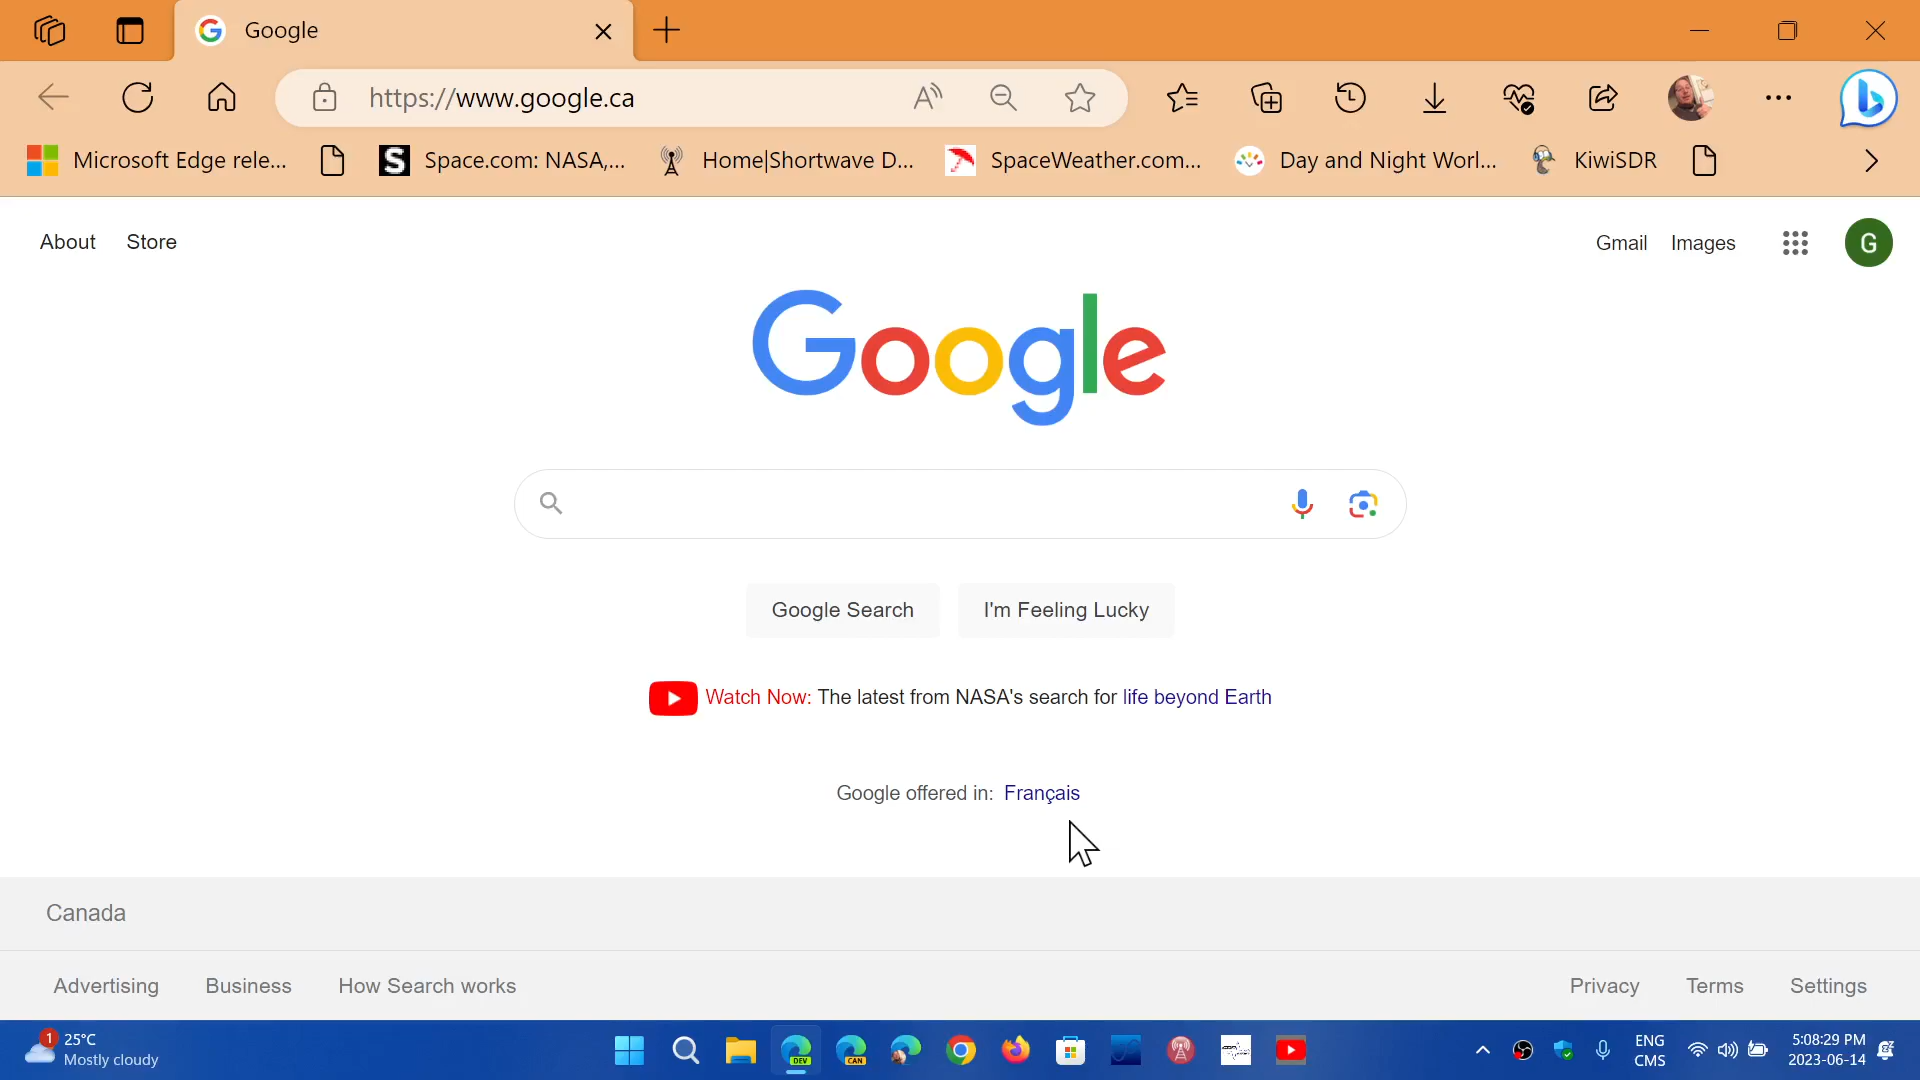 Google
https://www.google.ca
Microsoft Edge rele...
Space.com: NASA,...
Home|Shortwave D...
SpaceWeather.com...
Day and Night Worl...
KiwiSDR
About
Store
Gmail
Images
G
Google
Google Search
I'm Feeling Lucky
Watch Now: The latest from NASA's search for life beyond Earth
Google offered in: Français
Canada
Advertising
Business
How Search works
Privacy
Terms
Settings
1
25°C
Mostly cloudy
DEV
CAN
ENG
CMS
5:08:29 PM
2023-06-14